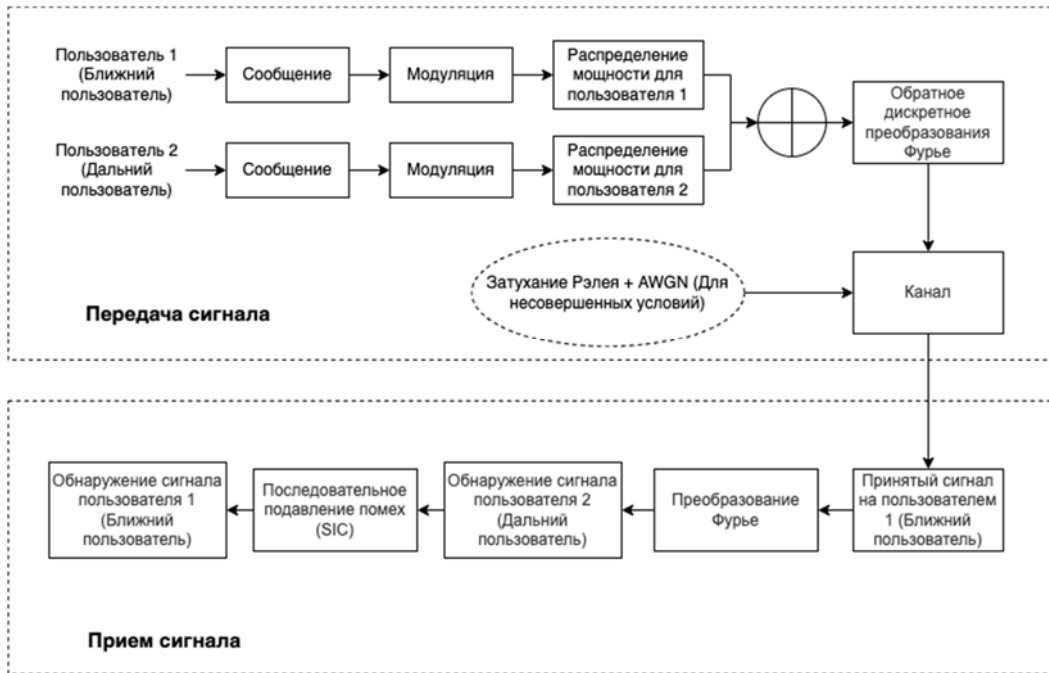 Пользователь 1
(Ближний
пользователь)
Сообщение
Модуляция
Распределение
мощности для
пользователя 1
Обратное
дискретное
преобразования
Фурье
Пользователь 2
(Дальний
пользователь)
Сообщение
Модуляция
Распределение
мощности для
пользователя 2
Затухание Рэлея + AWGN (Для
несовершенных условий)
Канал
Передача сигнала
Обнаружение сигнала
пользователя 1
(Ближний
пользователь)
Последовательное
подавление помех
(SIC)
Обнаружение сигнала
пользователя 2
(Дальний
пользователь)
Преобразование
Фурье
Принятый сигнал
на пользователем
1 (Ближний
пользователь)
Прием сигнала